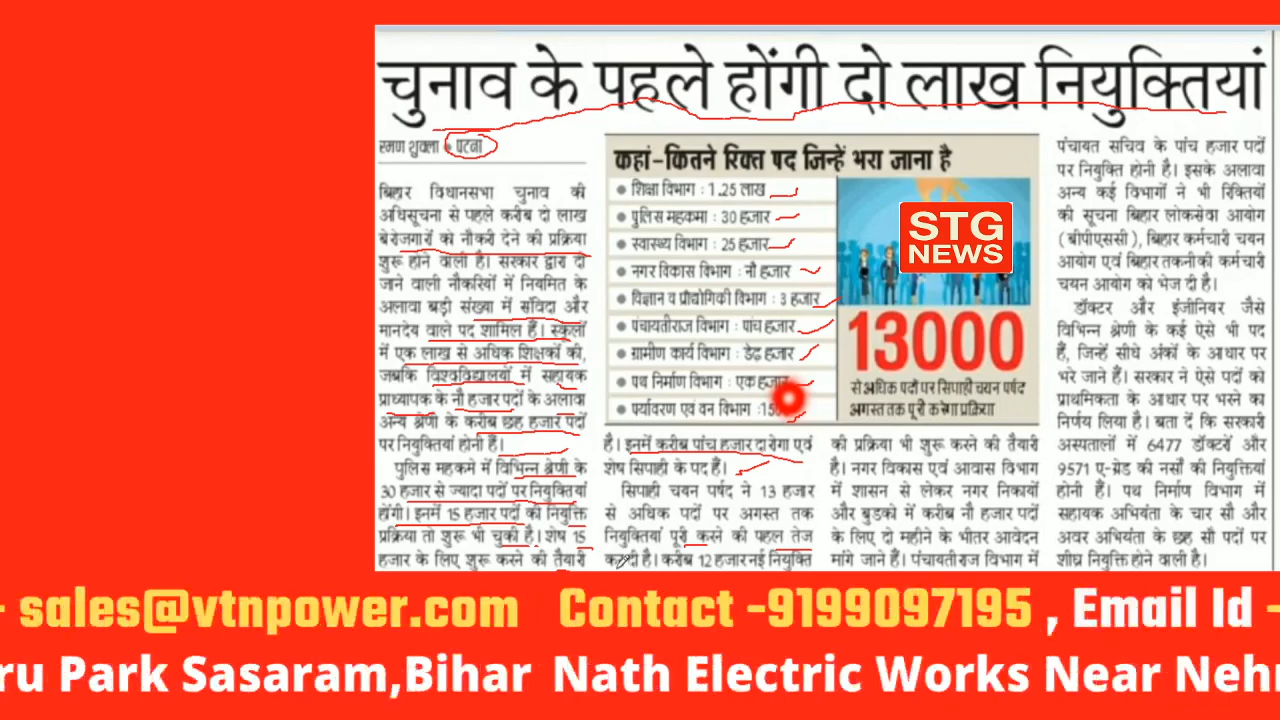 चुनाव के पहले होंगी दो लाख नियुक्तियां
रमण शुक्ला • पटना
बिहार विधानसभा चुनाव की
अधिसूचना से पहले करीब दो लाख
बेरोजगारों को नौकरी देने की प्रक्रिया
शुरू होने वाली है। सरकार द्वारा दी
जाने वाली नौकरियों में नियमित के
अलावा बड़ी संख्या में संविदा और
मानदेय वाले पद शामिल हैं। स्कूलों
में एक लाख से अधिक शिक्षकों की,
जबकि विश्वविद्यालयों में सहायक
प्राध्यापक के नौ हजार पदों के अलावा
अन्य श्रेणी के करीब छह हजार पदों
पर नियुक्तियां होनी हैं।
पुलिस महकमे में विभिन्न श्रेणी के
30 हजार से ज्यादा पदों पर नियुक्तियां
होंगी। इनमें 15 हजार पदों की नियुक्ति
प्रक्रिया तो शुरू भी हो चुकी है। शेष 15
हजार के लिए शुरू करने की तैयारी
कहां-कितने रिक्त पद जिन्हें भरा जाना है
• शिक्षा विभाग : 1.25 लाख
• पुलिस महकमा : 30 हजार
• स्वास्थ्य विभाग : 25 हजार
• नगर विकास विभाग : नौ हजार
• विज्ञान व प्रौद्योगिकी विभाग : 3 हजार
• पंचायतीराज विभाग : पांच हजार
• ग्रामीण कार्य विभाग : डेढ़ हजार
• पथ निर्माण विभाग : एक हजार
• पर्यावरण एवं वन विभाग :
STG
NEWS
13000
से अधिक पदों पर सिपाही चयन पर्षद
अगस्त तक पूरी करेगा प्रक्रिया
है। इनमें करीब पांच हजार दारोगा एवं
शेष सिपाही के पद हैं।
सिपाही चयन पर्षद ने 13 हजार
से अधिक पदों पर अगस्त तक
नियुक्तियां पूरी करने की पहल तेज
कर दी है। करीब 12 हजार नई नियुक्ति
की प्रक्रिया भी शुरू करने की तैयारी
है। नगर विकास एवं आवास विभाग
में शासन से लेकर नगर निकायों
और बुडको में करीब नौ हजार पदों
के लिए दो महीने के भीतर आवेदन
मांगे जाने हैं। पंचायतीराज विभाग में
पंचायत सचिव के पांच हजार पदों
पर नियुक्ति होनी है। इसके अलावा
अन्य कई विभागों ने भी रिक्तियों
की सूचना बिहार लोकसेवा आयोग
(बीपीएससी), बिहार कर्मचारी चयन
आयोग एवं बिहार तकनीकी कर्मचारी
चयन आयोग को भेज दी है।
डॉक्टर और इंजीनियर जैसे
विभिन्न श्रेणी के कई ऐसे भी पद
हैं, जिन्हें सीधे अंकों के आधार पर
भरे जाने हैं। सरकार ने ऐसे पदों को
प्राथमिकता के आधार पर भरने का
निर्णय लिया है। बता दें कि सरकारी
अस्पतालों में 6477 डॉक्टरों और
9571 ए-ग्रेड की नर्सों की नियुक्तियां
होनी हैं। पथ निर्माण विभाग में
सहायक अभियंता के चार सौ और
अवर अभियंता के छह सौ पदों पर
शीघ्र नियुक्ति होने वाली है।
- sales@vtnpower.com Contact -9199097195 , Email Id -
ru Park Sasaram,Bihar Nath Electric Works Near Neh